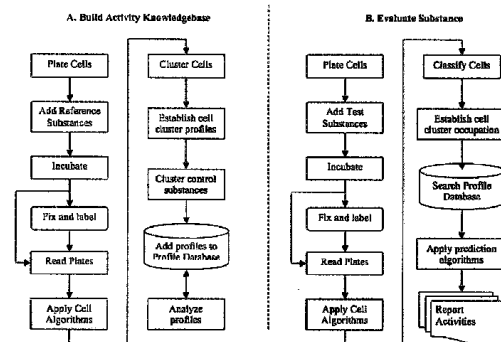 A. Build Activity Knowledgebase
Plate Cells
Add Reference
Substances
Incubate
Fix and label
Read Plates
Apply Cell
Algorithms
Cluster Cells
Establish cell
cluster profiles
Cluster control
substances
Add profiles to
Profile Database
Analyze
profiles
B. Evaluate Substance
Plate Cells
Add Test
Substances
Incubate
Fix and label
Read Plates
Apply Cell
Algorithms
Classify Cells
Establish cell
cluster occupation
Search Profile
Database
Apply prediction
algorithms
Report
Activities